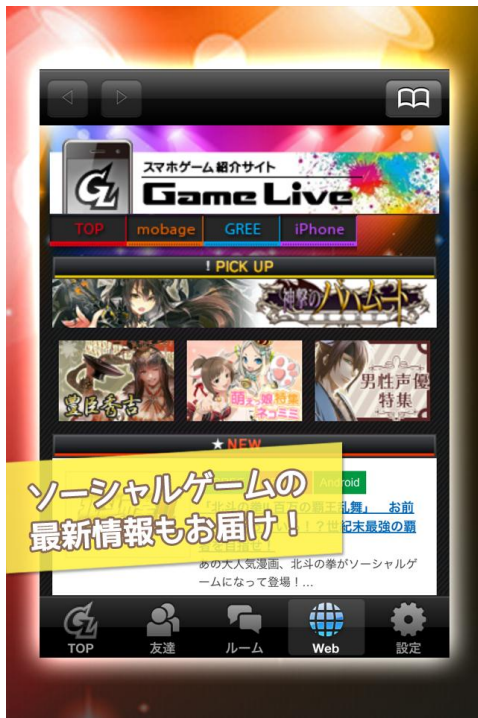 スマホゲーム紹介サイト
GL
Game Live
TOP
mobage
GREE
iPhone
! PICK UP
神撃のバハムート
豊臣秀吉
萌えっ娘特集
ネコミミ
男性声優
特集
★ NEW
ソーシャルゲームの
最新情報もお届け!
Android
乱舞」 お前
!?世紀末最強の覇
あの大人気漫画、北斗の拳がソーシャルゲ
ームになって登場!...
TOP
友達
ルーム
Web
設定